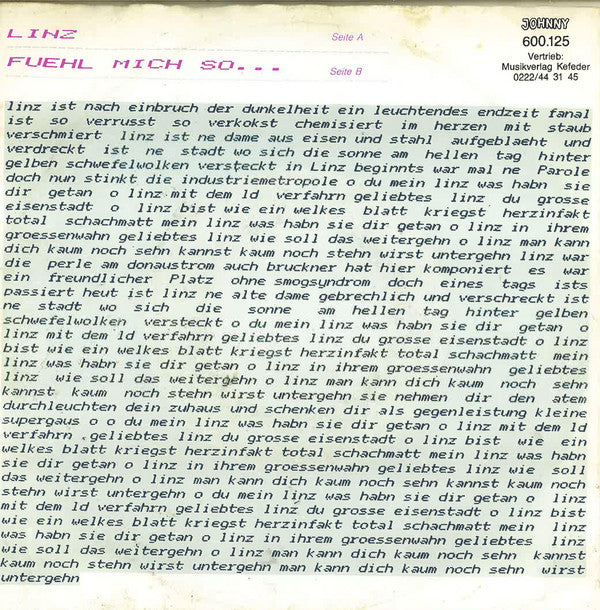 LINZ Seite A
FUEHL MICH SO... Seite B
JOHNNY
600.125
Vertrieb:
Musikverlag Kefeder
0222/44 31 45
linz ist nach einbruch der dunkelheit ein leuchtendes endzeit fanal
ist so verrusst so verkokst chemisiert im herzen mit staub
verschmiert linz ist ne dame aus eisen und stahl aufgeblaeht und
verdreckt ist ne stadt wo sich die sonne am hellen tag hinter
gelben schwefelwolken versteckt in Linz beginnts war mal ne Parole
doch nun stinkt die industriemetropole o du mein linz was habn sie
dir getan o linz mit dem ld verfahrn geliebtes linz du grosse
eisenstadt o linz bist wie ein welkes blatt kriegst herzinfakt
total schachmatt mein linz was habn sie dir getan o linz in ihrem
groessenwahn geliebtes linz wie soll das weitergehn o linz man kann
dich kaum noch sehn kannst kaum noch stehn wirst untergehn linz war
die perle am donaustrom auch bruckner hat hier komponiert es war
ein freundlicher Platz ohne smogsyndrom doch eines tags ists
passiert heut ist linz ne alte dame gebrechlich und verschreckt ist
ne stadt wo sich die sonne am hellen tag hinter gelben
schwefelwolken versteckt o du mein linz was habn sie dir getan o
linz mit dem ld verfahrn geliebtes linz du grosse eisenstadt o linz
bist wie ein welkes blatt kriegst herzinfakt total schachmatt mein
linz was habn sie dir getan o linz in ihrem groessenwahn geliebtes
linz wie soll das weitergehn o linz man kann dich kaum noch sehn
kannst kaum noch stehn wirst untergehn sie nehmen dir den atem
durchleuchten dein zuhaus und schenken dir als gegenleistung kleine
supergaus o o du mein linz was habn sie dir getan o linz mit dem ld
verfahrn geliebtes linz du grosse eisenstadt o linz bist wie ein
welkes blatt kriegst herzinfakt total schachmatt mein linz was habn
sie dir getan o linz in ihrem groessenwahn geliebtes linz wie soll
das weitergehn o linz man kann dich kaum noch sehn kannst kaum noch
stehn wirst untergehn o du mein linz was habn sie dir getan o linz
mit dem ld verfahrn geliebtes linz du grosse eisenstadt o linz bist
wie ein welkes blatt kriegst herzinfakt total schachmatt mein linz
was habn sie dir getan o linz in ihrem groessenwahn geliebtes linz
wie soll das weitergehn o linz man kann dich kaum noch sehn kannst
kaum noch stehn wirst untergehn man kann dich kaum noch sehn wirst
untergehn